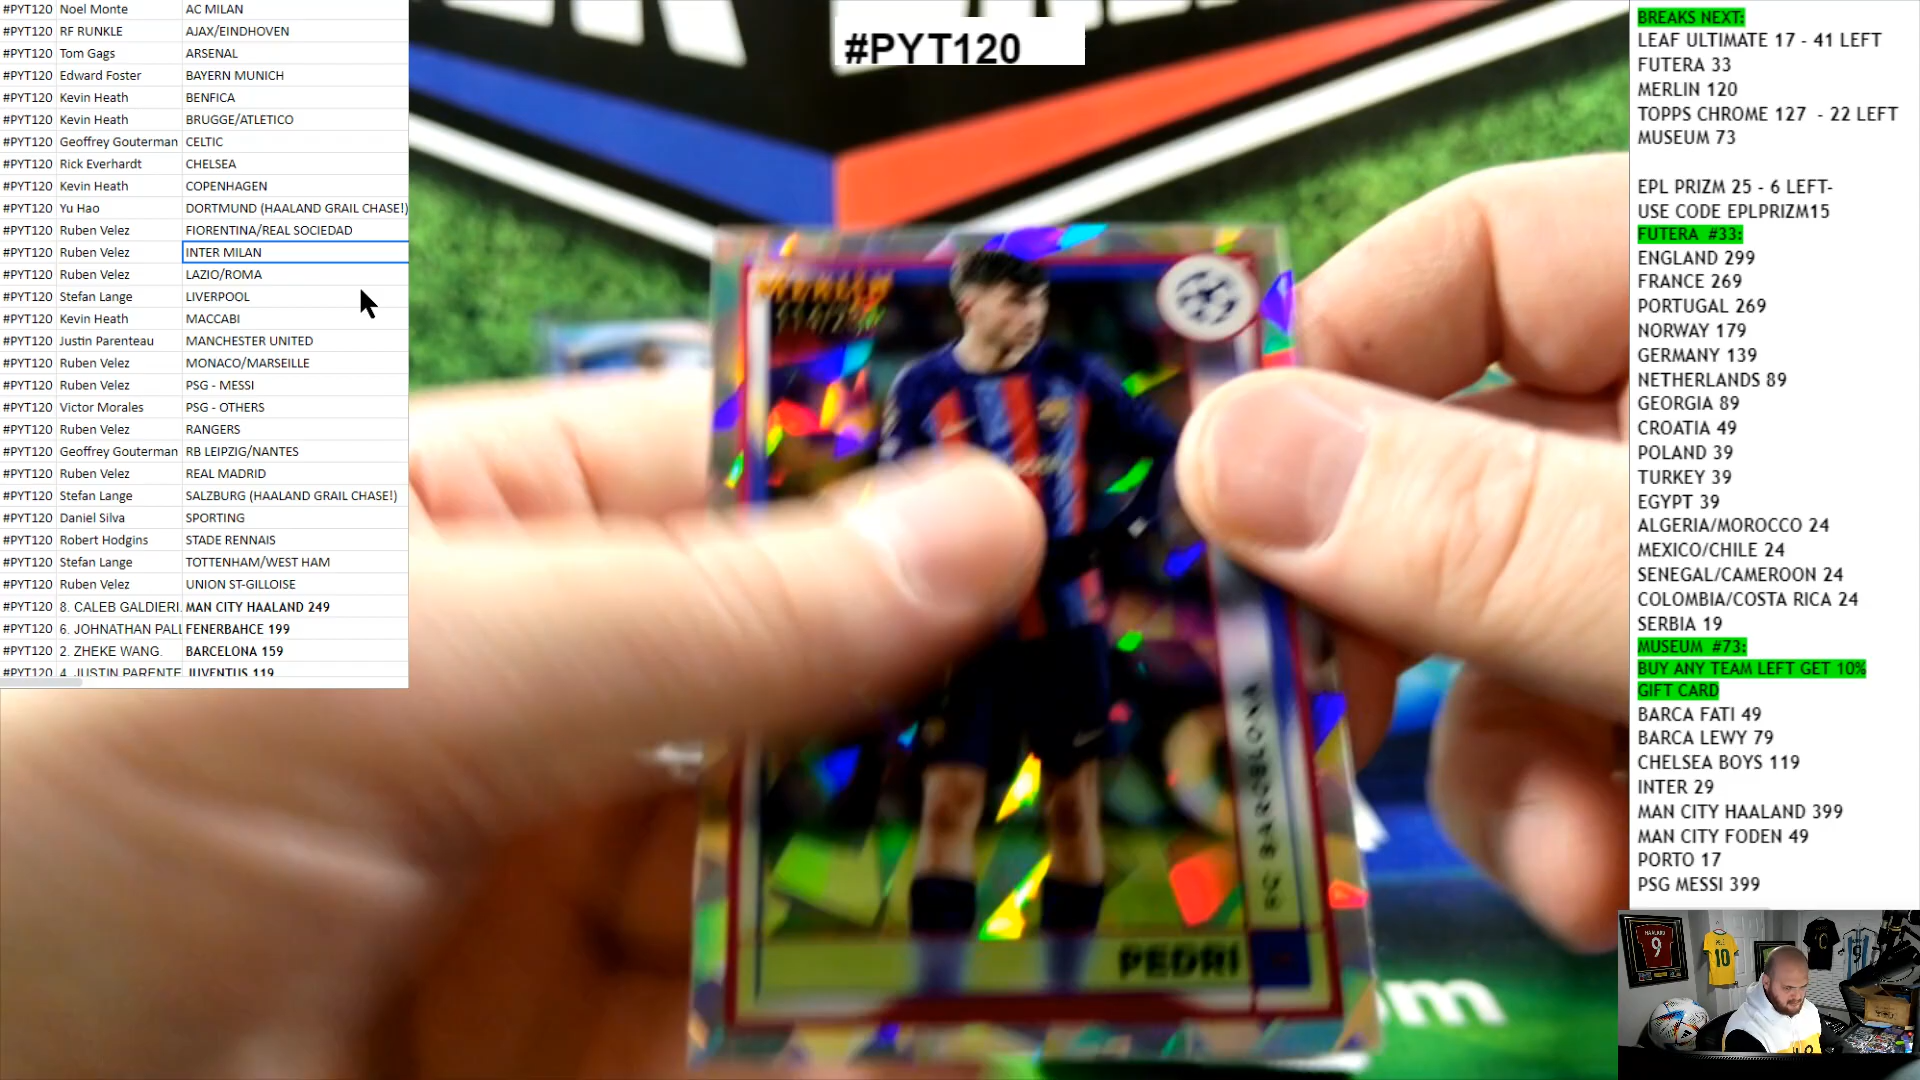 #PYT120 Noel Monte AC MILAN
#PYT120 RF RUNKLE AJAX/EINDHOVEN
#PYT120 Tom Gags ARSENAL
#PYT120 Edward Foster BAYERN MUNICH
#PYT120 Kevin Heath BENFICA
#PYT120 Kevin Heath BRUGGE/ATLETICO
#PYT120 Geoffrey Gouterman CELTIC
#PYT120 Rick Everhardt CHELSEA
#PYT120 Kevin Heath COPENHAGEN
#PYT120 Yu Hao DORTMUND (HAALAND GRAIL CHASE!)
#PYT120 Ruben Velez FIORENTINA/REAL SOCIEDAD
#PYT120 Ruben Velez INTER MILAN
#PYT120 Ruben Velez LAZIO/ROMA
#PYT120 Stefan Lange LIVERPOOL
#PYT120 Kevin Heath MACCABI
#PYT120 Justin Parenteau MANCHESTER UNITED
#PYT120 Ruben Velez MONACO/MARSEILLE
#PYT120 Ruben Velez PSG - MESSI
#PYT120 Victor Morales PSG - OTHERS
#PYT120 Ruben Velez RANGERS
#PYT120 Geoffrey Gouterman RB LEIPZIG/NANTES
#PYT120 Ruben Velez REAL MADRID
#PYT120 Stefan Lange SALZBURG (HAALAND GRAIL CHASE!)
#PYT120 Daniel Silva SPORTING
#PYT120 Robert Hodgins STADE RENNAIS
#PYT120 Stefan Lange TOTTENHAM/WEST HAM
#PYT120 Ruben Velez UNION ST-GILLOISE
#PYT120 8. CALEB GALDIERI. MAN CITY HAALAND 249
#PYT120 6. JOHNATHAN PALL FENERBAHCE 199
#PYT120 2. ZHEKE WANG. BARCELONA 159
#PYT120 4. JUSTIN PARENTE JUVENTUS 119
#PYT120
MERLIN
FC BARCELONA
PEDRI
om
BREAKS NEXT:
LEAF ULTIMATE 17 - 41 LEFT
FUTERA 33
MERLIN 120
TOPPS CHROME 127 - 22 LEFT
MUSEUM 73
EPL PRIZM 25 - 6 LEFT-
USE CODE EPLPRIZM15
FUTERA #33:
ENGLAND 299
FRANCE 269
PORTUGAL 269
NORWAY 179
GERMANY 139
NETHERLANDS 89
GEORGIA 89
CROATIA 49
POLAND 39
TURKEY 39
EGYPT 39
ALGERIA/MOROCCO 24
MEXICO/CHILE 24
SENEGAL/CAMEROON 24
COLOMBIA/COSTA RICA 24
SERBIA 19
MUSEUM #73:
BUY ANY TEAM LEFT GET 10%
GIFT CARD
BARCA FATI 49
BARCA LEWY 79
CHELSEA BOYS 119
INTER 29
MAN CITY HAALAND 399
MAN CITY FODEN 49
PORTO 17
PSG MESSI 399
HAALAND
9
10
9